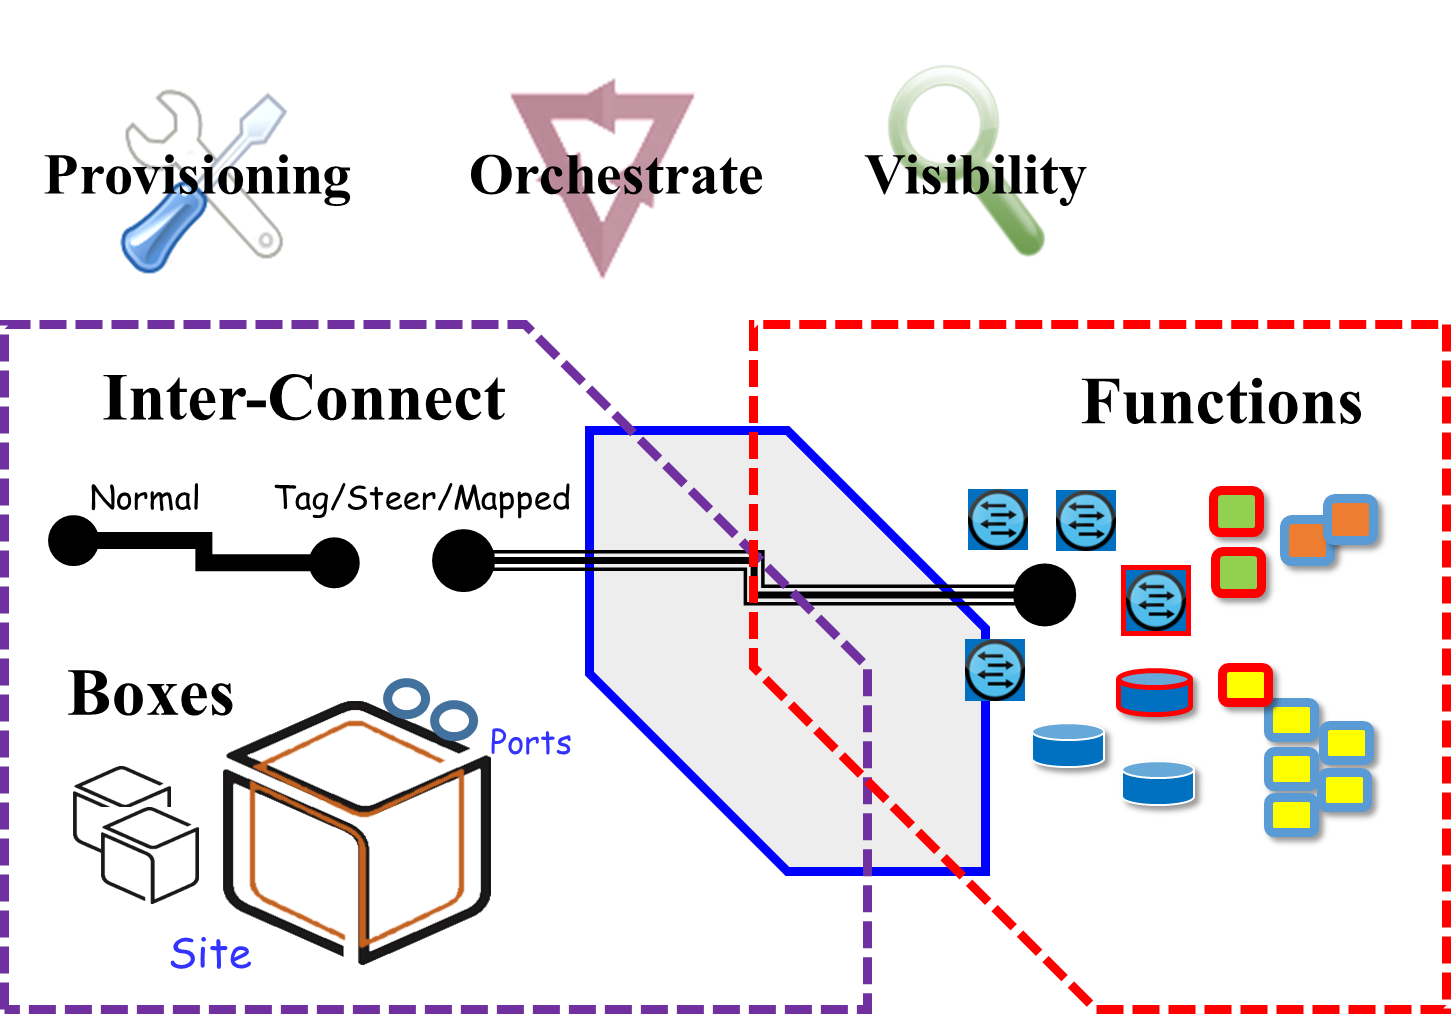 Provisioning
Orchestrate
Visibility
Inter-Connect
Functions
Normal
Tag/Steer/Mapped
Boxes
Ports
Site